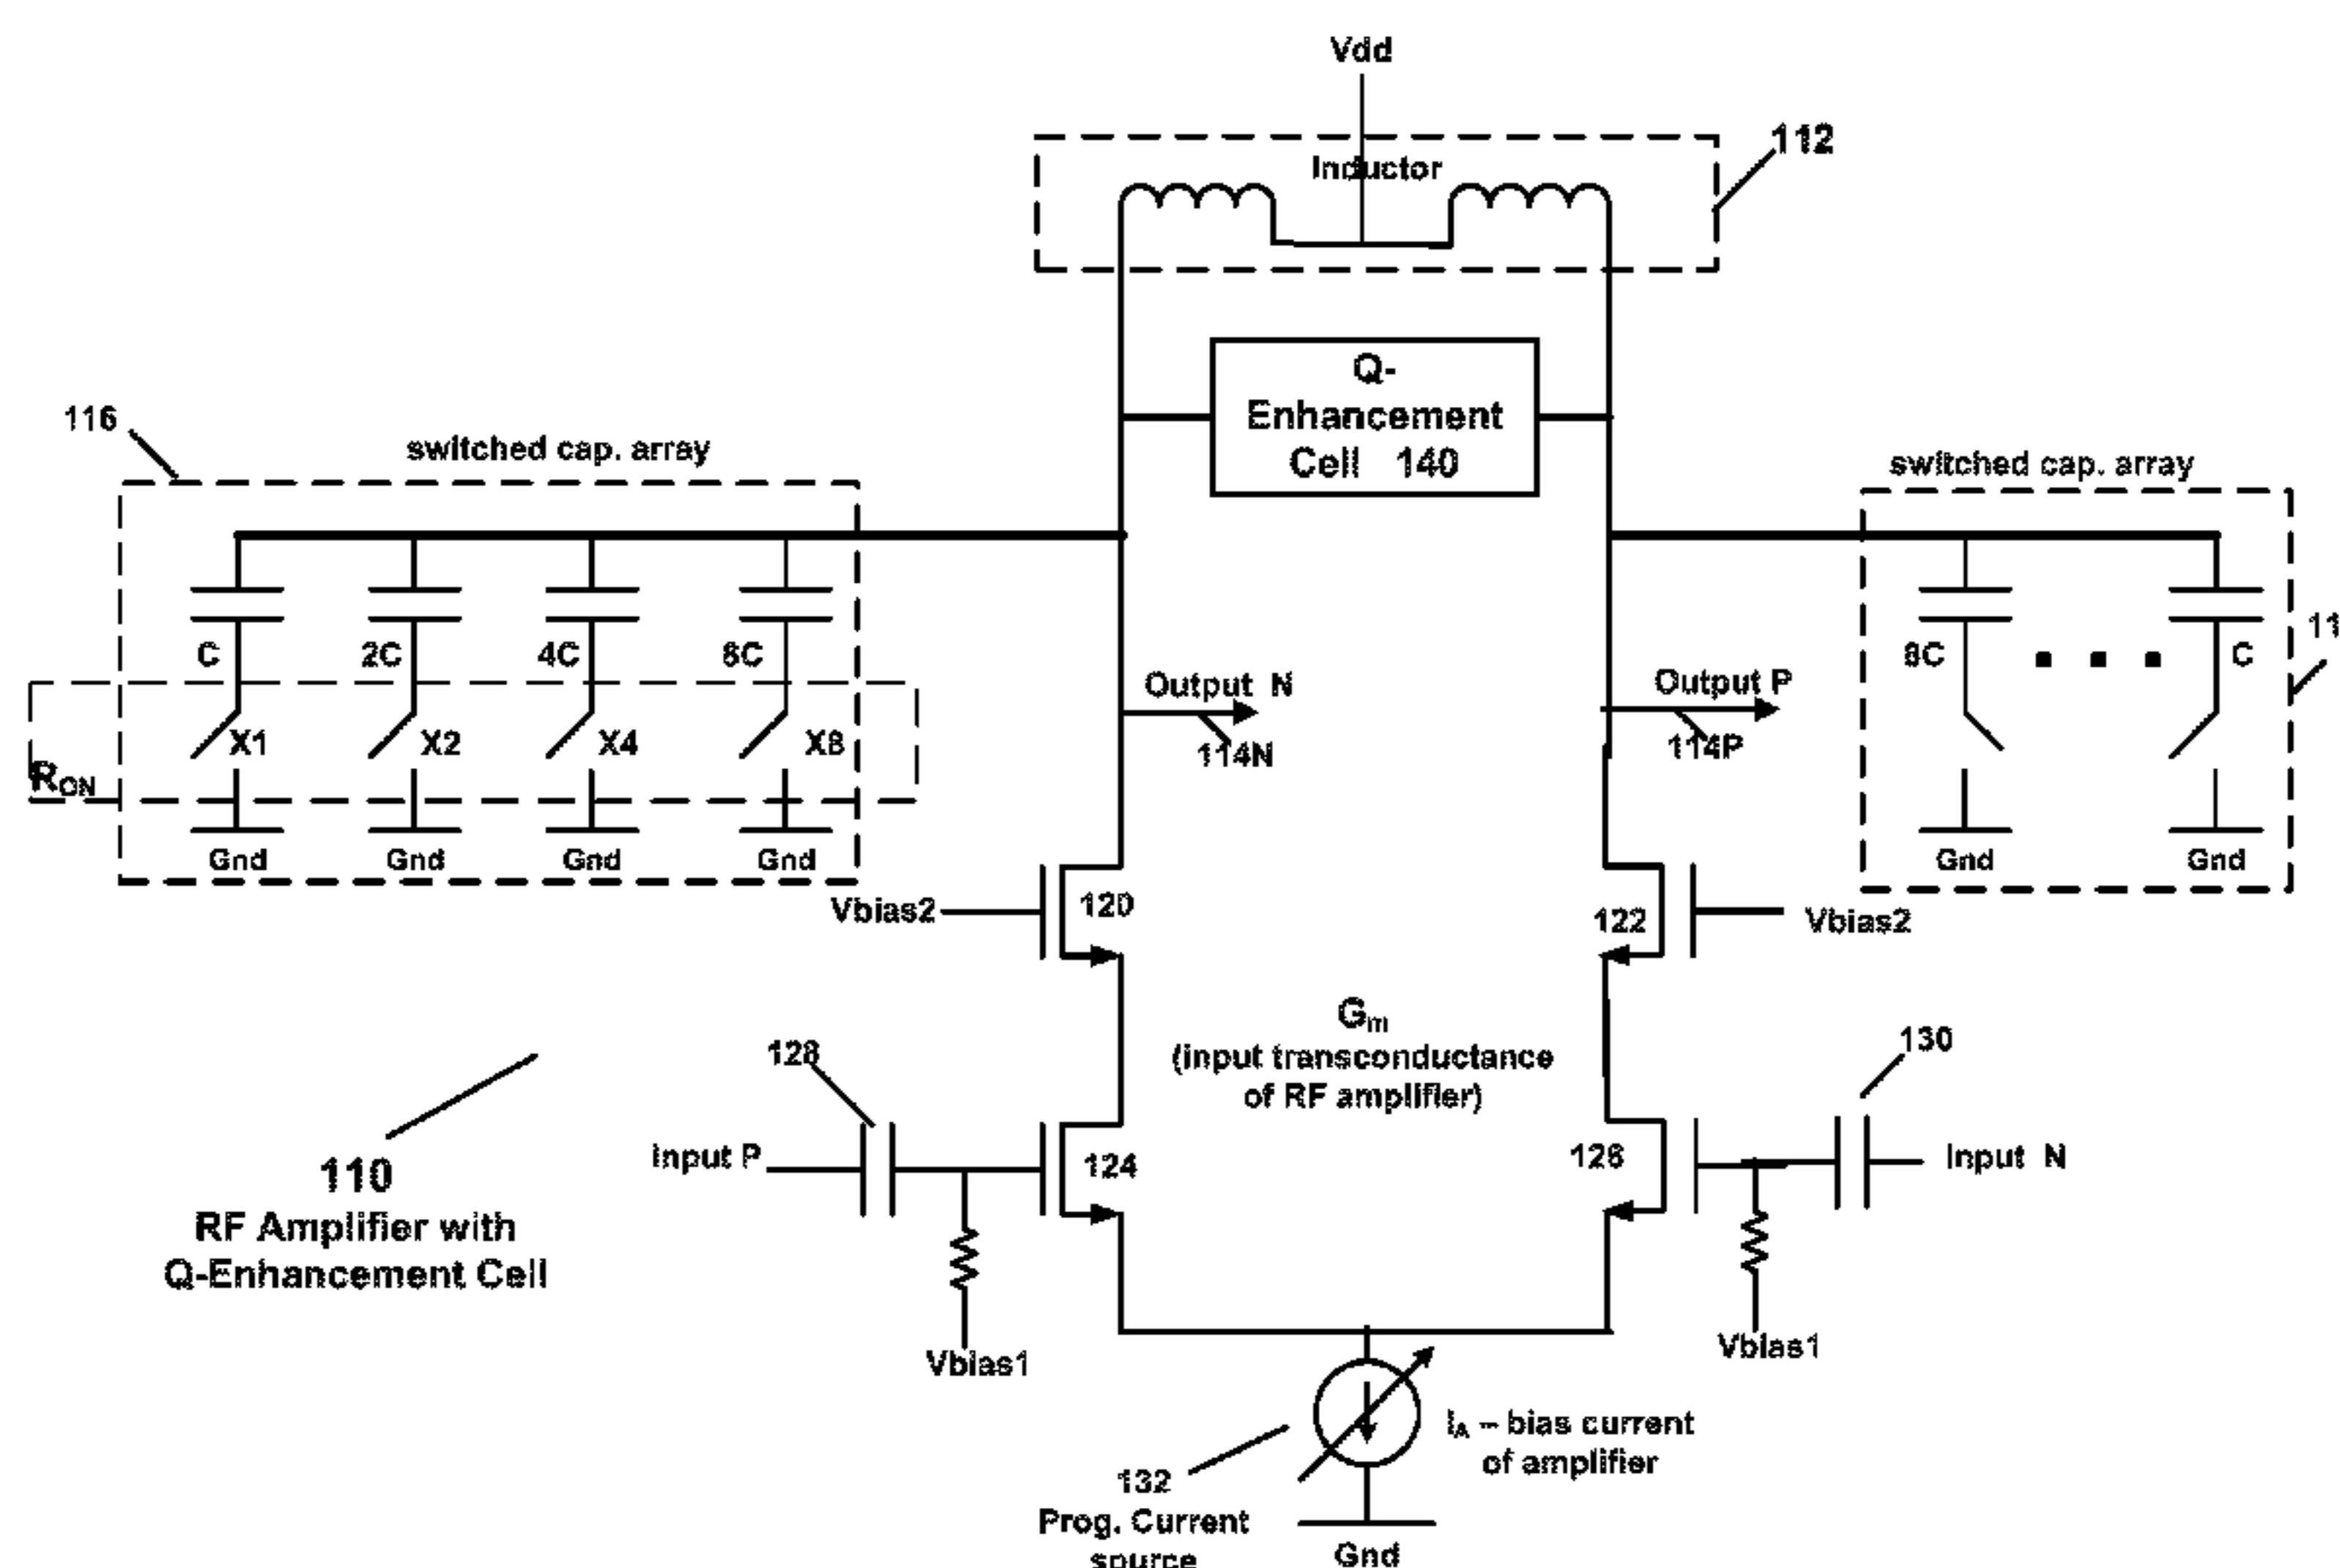 Vdd
Inductor
112
Q-
Enhancement
Cell 140
116
switched cap. array
switched cap. array
C
2C
4C
8C
8C
C
11
Output N
Output P
X1
X2
X4
X8
114N
114P
RON
Gnd
Gnd
Gnd
Gnd
Gnd
Gnd
Vbias2
120
122
Vbias2
Gm
(input transconductance
of RF amplifier)
128
130
Input P
124
126
Input N
110
RF Amplifier with
Q-Enhancement Cell
Vbias1
Vbias1
IA – bias current
of amplifier
132
Prog. Current
source
Gnd